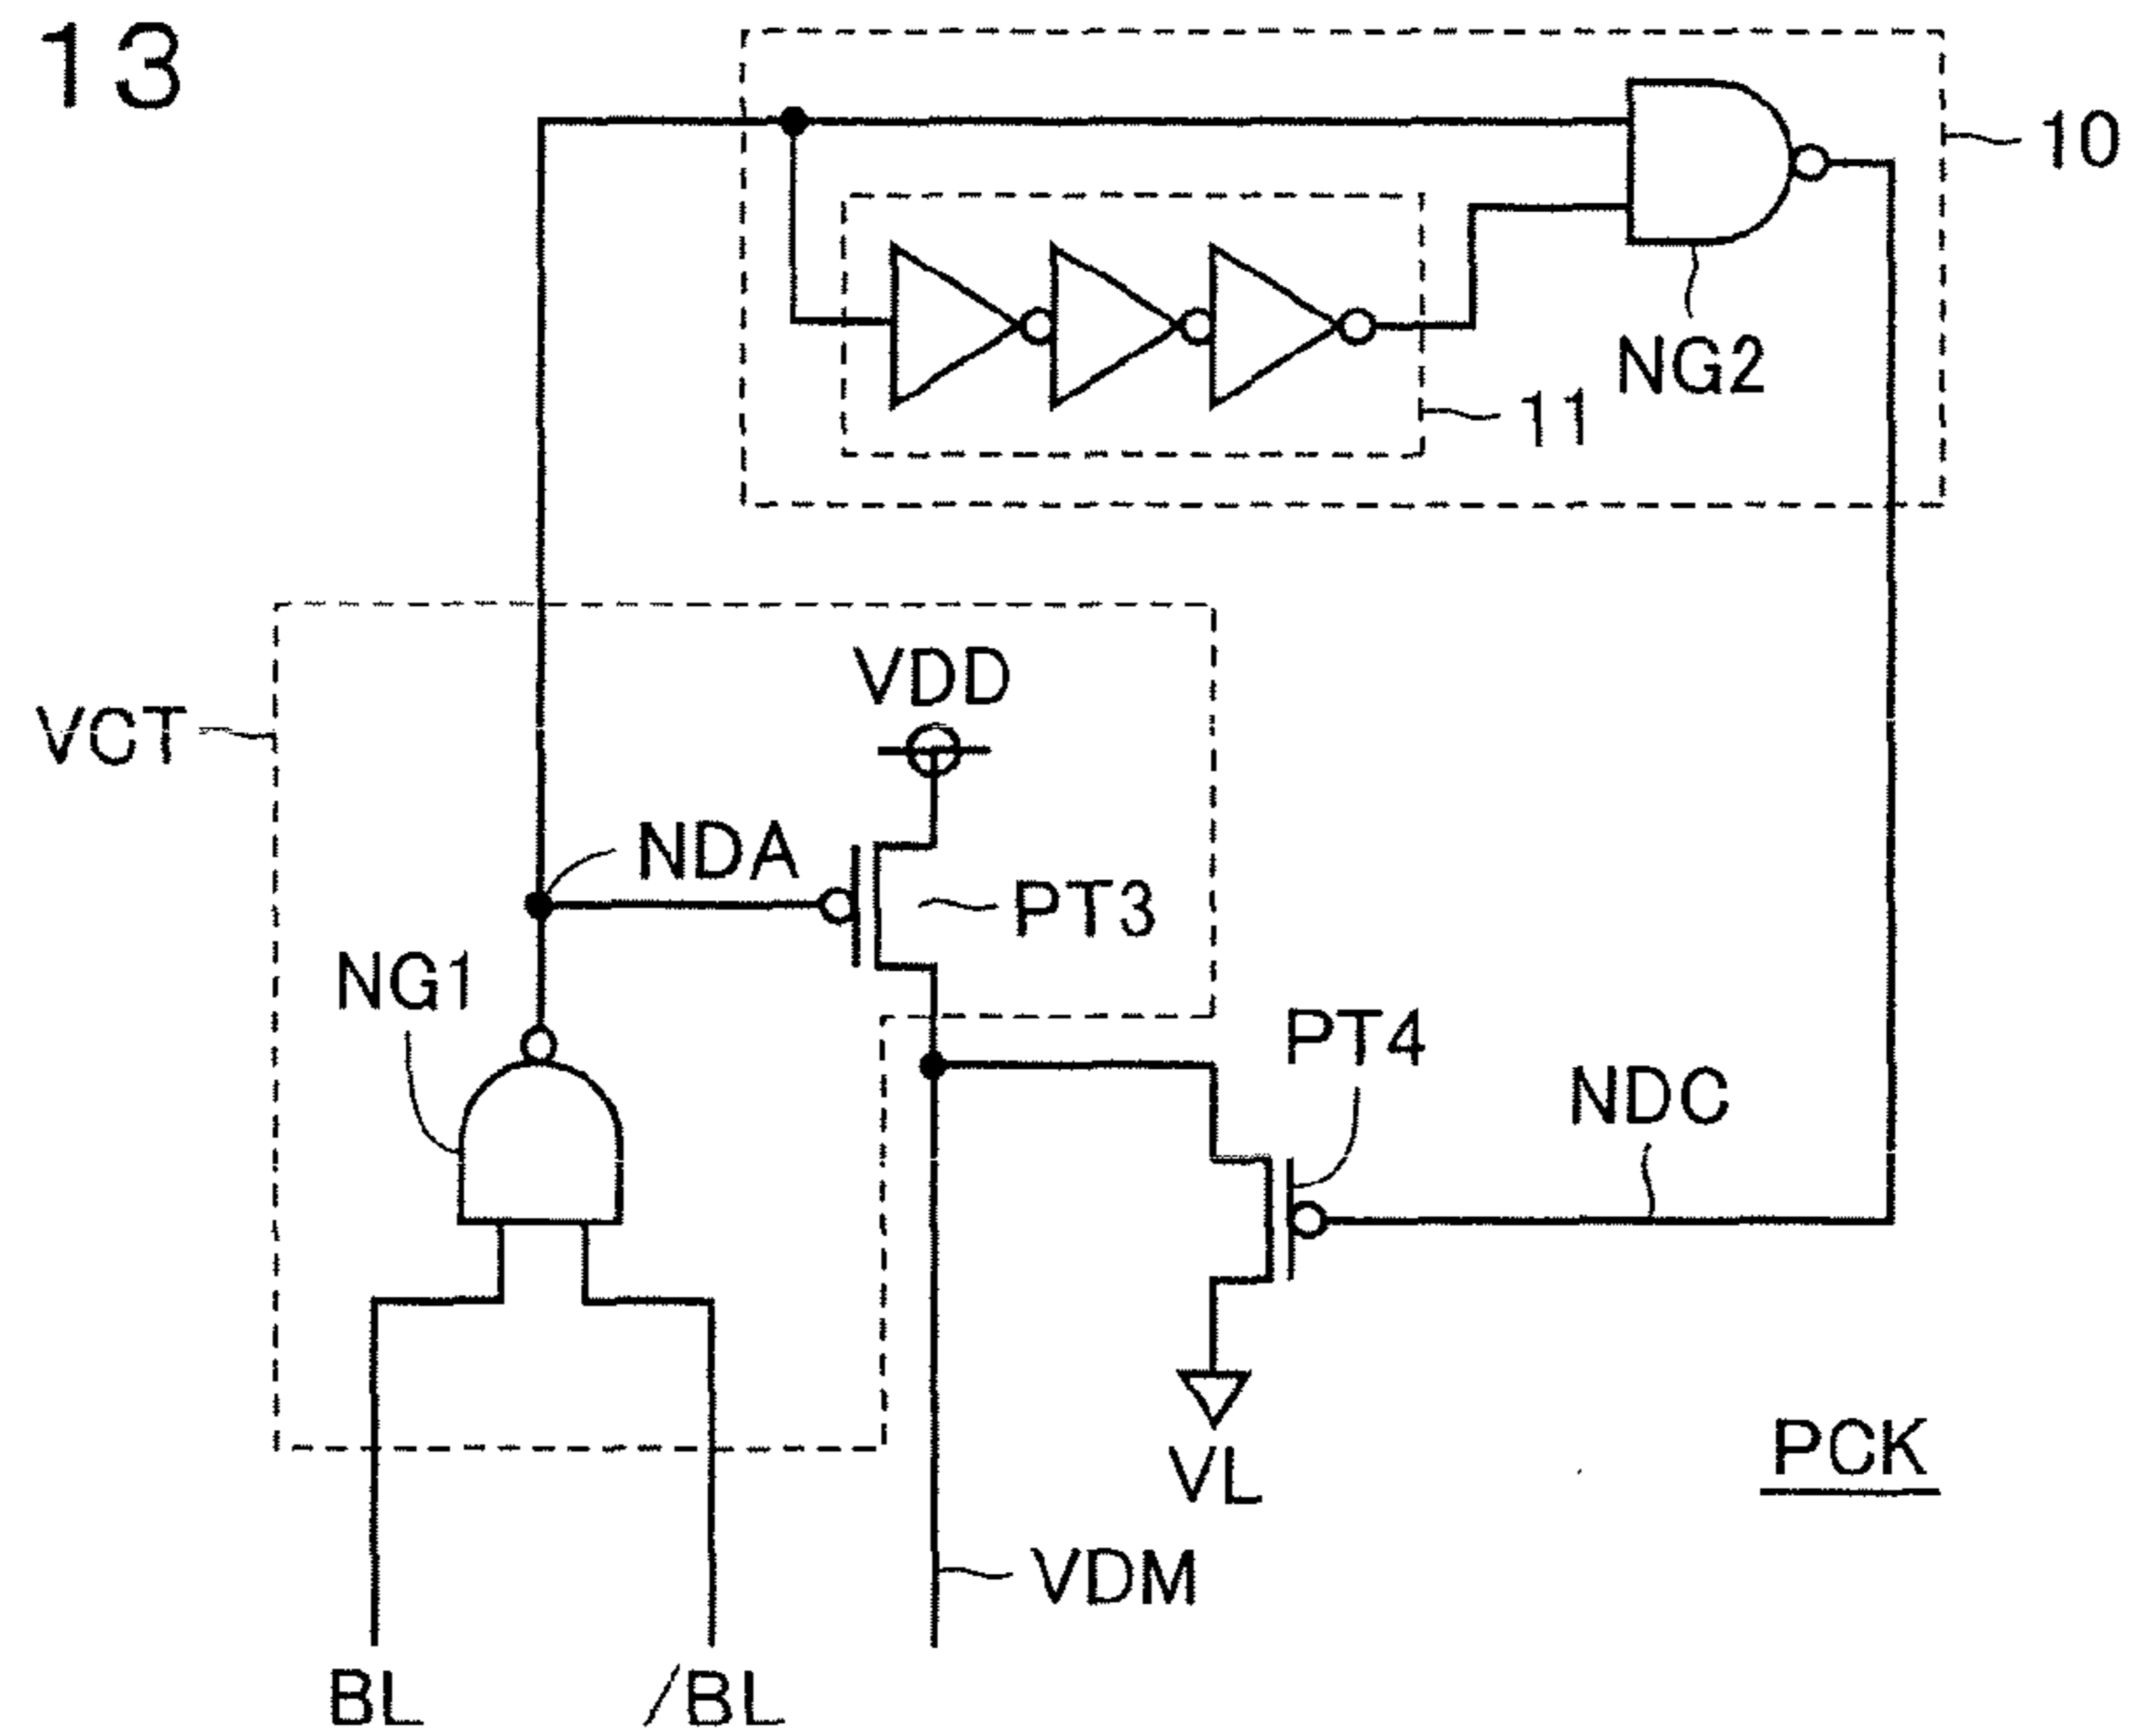 13
10
NG2
11
VDD
VCT
NDA
PT3
NG1
PT4
NDC
VL
PCK
VDM
BL
/BL